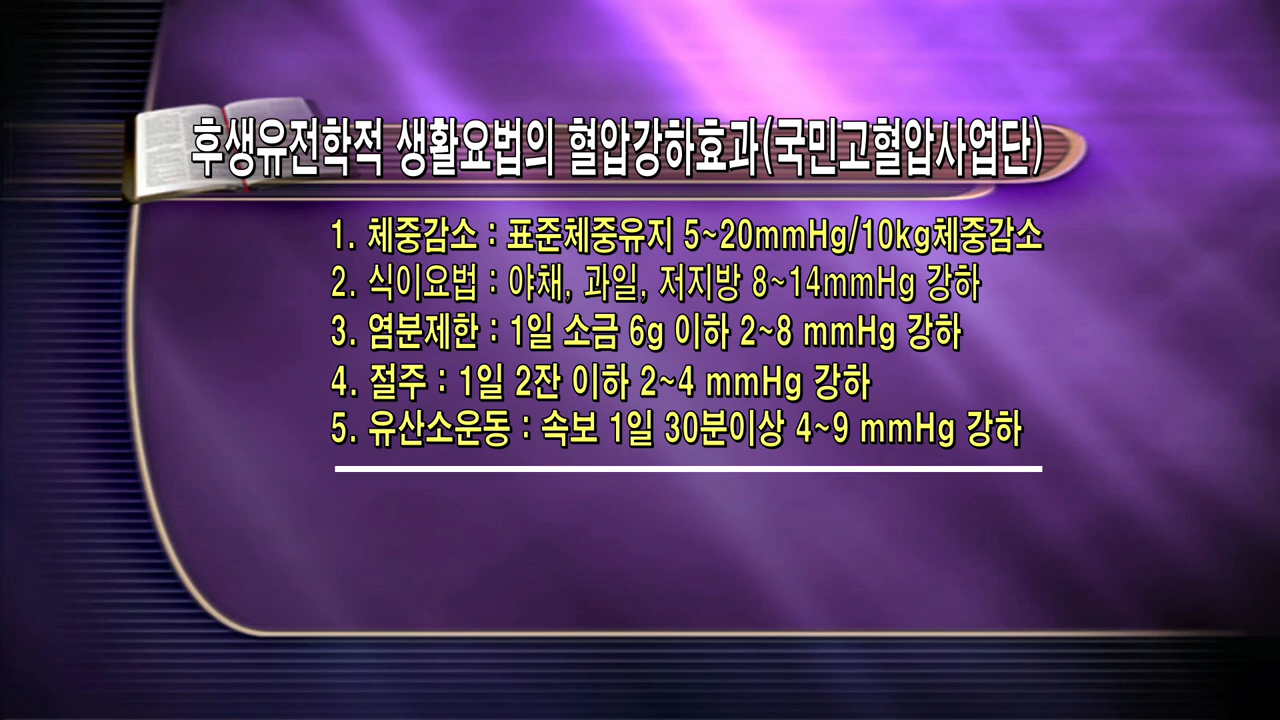 후생유전학적 생활요법의 혈압강하효과(국민고혈압사업단)
1. 체중감소 : 표준체중유지 5~20mmHg/10kg체중감소
2. 식이요법 : 야채, 과일, 저지방 8~14mmHg 강하
3. 염분제한 : 1일 소금 6g 이하 2~8 mmHg 강하
4. 절주 : 1일 2잔 이하 2~4 mmHg 강하
5. 유산소운동 : 속보 1일 30분이상 4~9 mmHg 강하